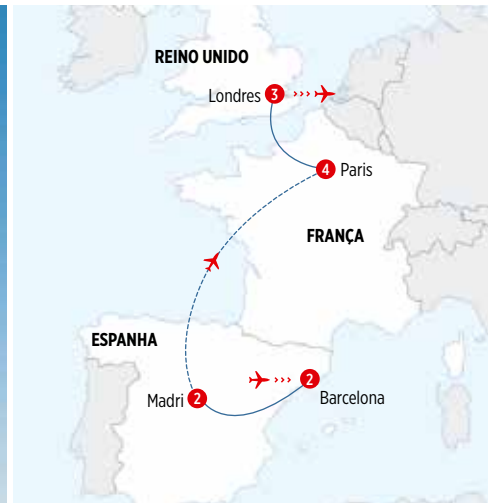 REINO UNIDO
Londres 3
4 Paris
FRANÇA
ESPANHA
Madri 2
2
Barcelona